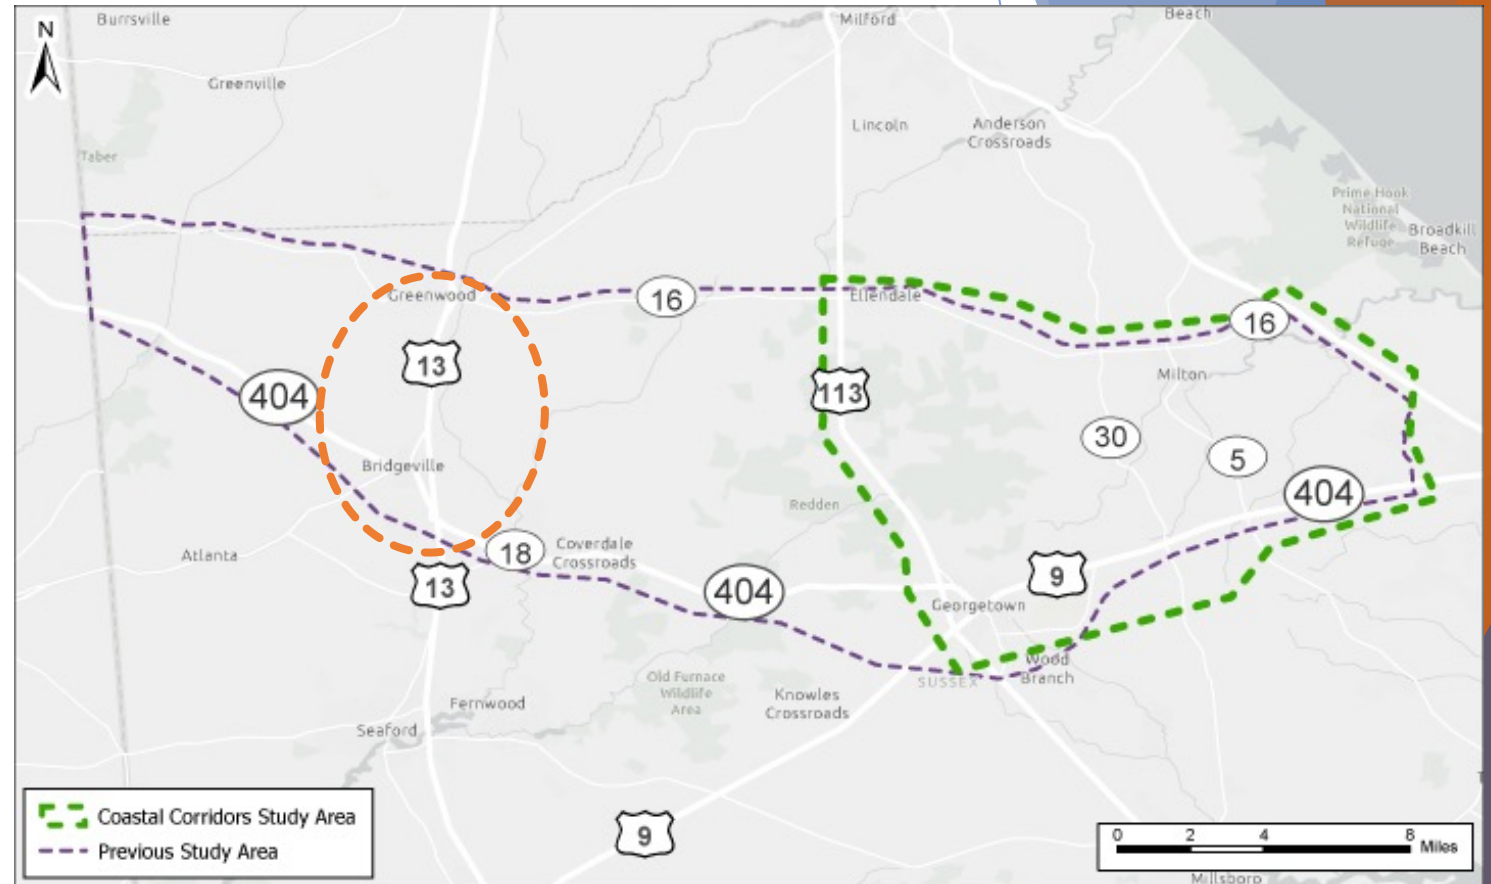 N
Burrsville
Milford
Beach
Greenville
Lincoln
Anderson
Crossroads
Taber
Prime Hook
National
Wildlife
Refuge
Broadkill
Beach
Greenwood
16
Ellendale
16
13
113
404
Milton
30
5
Bridgeville
404
Redden
Atlanta
18
Coverdale
Crossroads
13
404
9
Georgetown
Wood
Branch
SUSSEX
Old Furnace
Wildlife
Area
Knowles
Crossroads
Fernwood
Seaford
9
Coastal Corridors Study Area
Previous Study Area
0 2 4 8
Miles
Millsboro